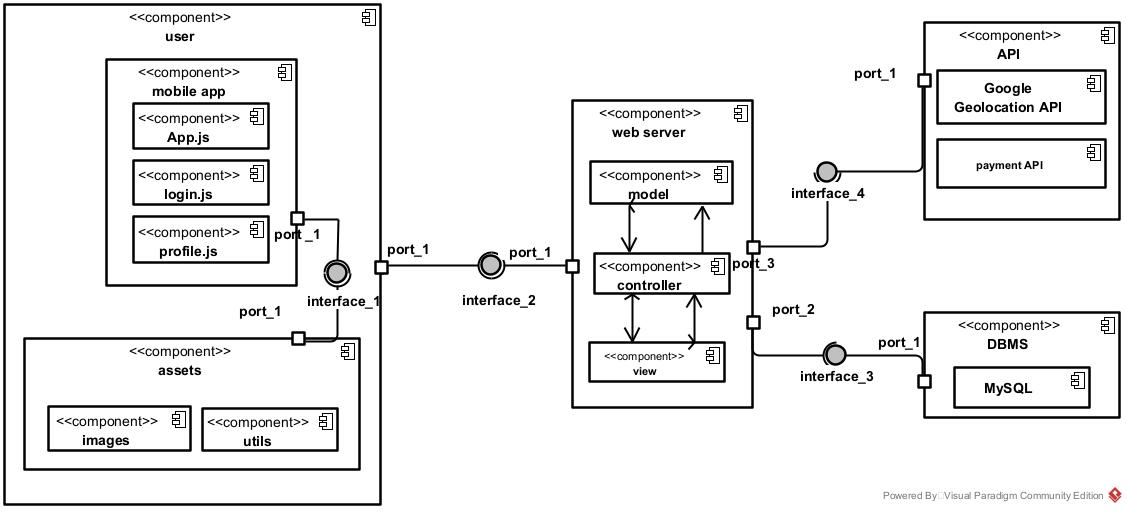 <<component>>
user
<<component>>
mobile app
<<component>>
App.js
<<component>>
login.js
<<component>>
profile.js
port _1
interface_1
port_1
<<component>>
assets
<<component>>
images
<<component>>
utils
port_1
interface_2
port_1
<<component>>
web server
<<component>>
model
<<component>>
controller
<<component>>
view
port_3
port_2
interface_4
interface_3
port_1
<<component>>
API
Google
Geolocation API
payment API
port_1
<<component>>
DBMS
MySQL
Powered By Visual Paradigm Community Edition